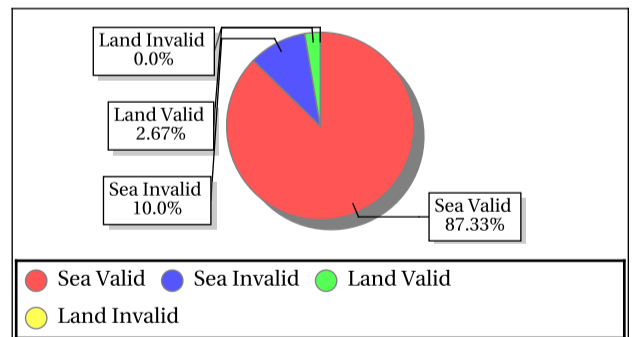 Land Invalid
0.0%
Land Valid
2.67%
Sea Invalid
10.0%
Sea Valid
87.33%
Sea Valid Sea Invalid Land Valid
Land Invalid